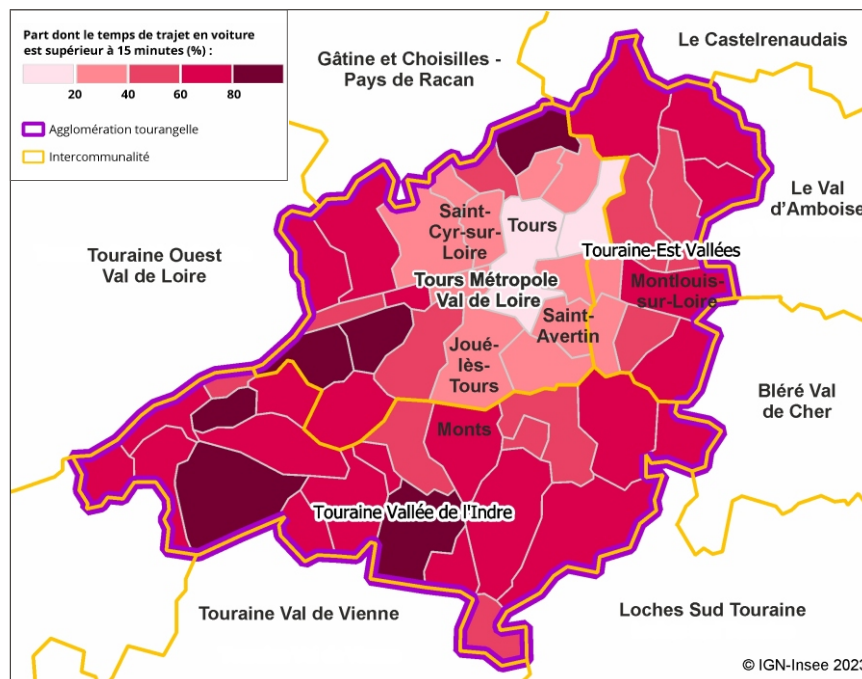 Part dont le temps de trajet en voiture
est supérieur à 15 minutes (%) :
20 40 60 80
Agglomération tourangelle
Intercommunalité
Gâtine et Choisilles -
Pays de Racan
Le Castelrenaudais
Le Val
d'Amboise
Touraine Ouest
Val de Loire
Saint-
Cyr-sur-
Loire
Tours
Touraine-Est Vallées
Tours Métropole
Val de Loire
Montlouis-
sur-Loire
Saint-
Avertin
Joué-
lès-
Tours
Bléré Val
de Cher
Monts
Touraine Vallée de l'Indre
Touraine Val de Vienne
Loches Sud Touraine
© IGN-Insee 2023